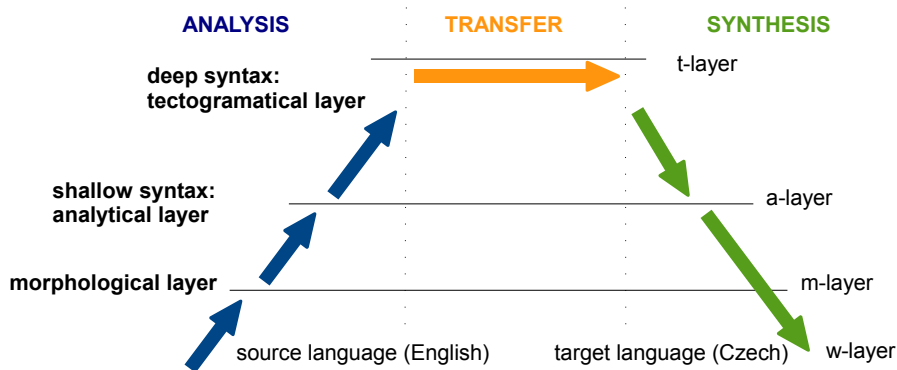 ANALYSIS TRANSFER SYNTHESIS
t-layer
deep syntax:
tectogramatical layer
shallow syntax:
analytical layer
a-layer
morphological layer
m-layer
source language (English) target language (Czech) w-layer